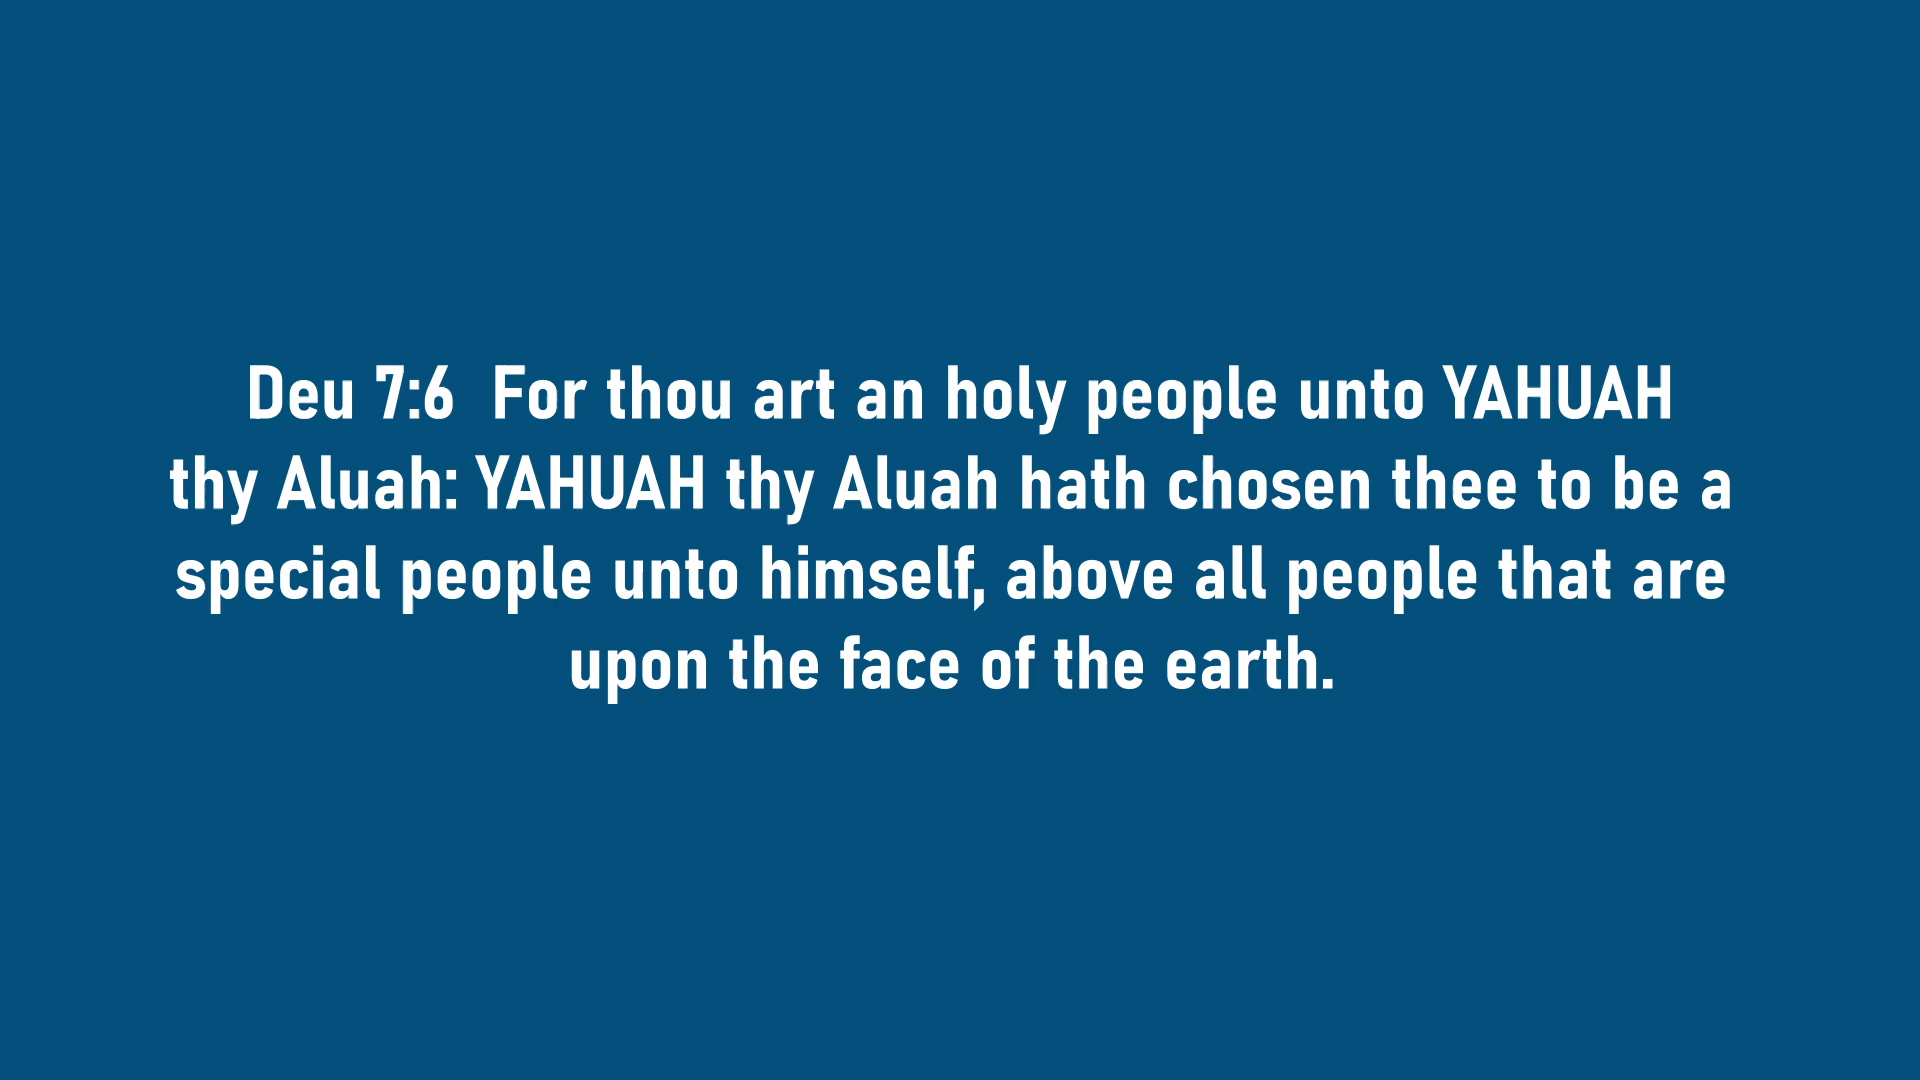 Deu 7:6  For thou art an holy people unto YAHUAH
thy Aluah: YAHUAH thy Aluah hath chosen thee to be a
special people unto himself, above all people that are
upon the face of the earth.